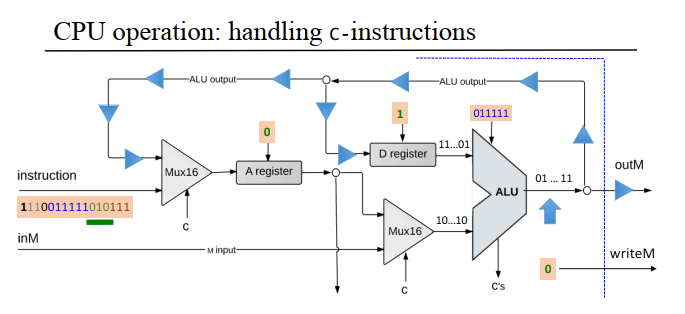 CPU operation: handling c-instructions
ALU output
ALU output
0
1
011111
11...01
D register
instruction
Mux16
A register
ALU
01 ... 11
outM
1110011111010111
c
10...10
inM
M input
Mux16
writeM
0
c
c's